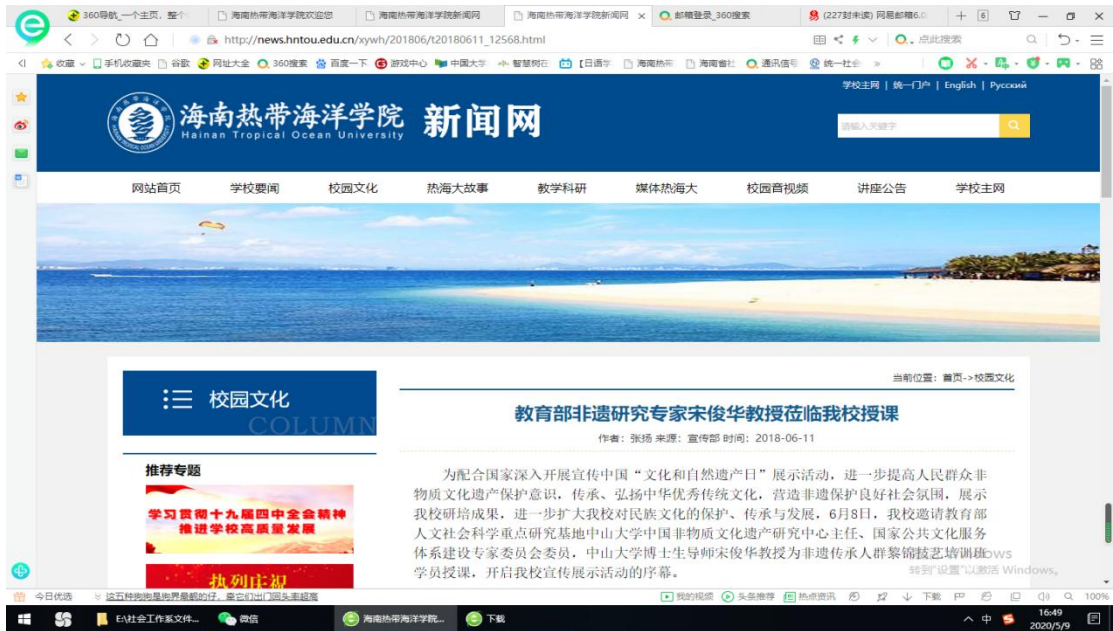 360导航_一个主页，整个
海南热带海洋学院欢迎您
海南热带海洋学院新闻网
海南热带海洋学院新闻网
邮箱登录_360搜索
(227封未读) 网易邮箱6.0
6
http://news.hntou.edu.cn/xywh/201806/t20180611_12568.html
点此搜索
收藏 手机收藏夹 谷歌 网址大全 360搜索 百度一下 游戏中心 中国大学 智慧树在 【日语字 海南热带 海南省社 通讯信号 统一社会
学校主网 | 统一门户 | English | Русский
海南热带海洋学院 新闻网
Hainan Tropical Ocean University
请输入关键字
网站首页 学校要闻 校园文化 热海大故事 教学科研 媒体热海大 校园音视频 讲座公告 学校主网
当前位置：首页->校园文化
校园文化
COLUMN
教育部非遗研究专家宋俊华教授莅临我校授课
作者：张扬 来源：宣传部 时间：2018-06-11
推荐专题
学习贯彻十九届四中全会精神
推进学校高质量发展
热烈庆祝
为配合国家深入开展宣传中国“文化和自然遗产日”展示活动，进一步提高人民群众非
物质文化遗产保护意识，传承、弘扬中华优秀传统文化，营造非遗保护良好社会氛围，展示
我校研培成果，进一步扩大我校对民族文化的保护、传承与发展，6月8日，我校邀请教育部
人文社会科学重点研究基地中山大学中国非物质文化遗产研究中心主任、国家公共文化服务
体系建设专家委员会委员，中山大学博士生导师宋俊华教授为非遗传承人群黎锦技艺培训班
学员授课，开启我校宣传展示活动的序幕。
转到"设置"以激活 Windows。
今日优选 这五种狗狗是狗界最靓的仔，牵它们出门回头率超高
我的视频 头条推荐 热点资讯 下载 100%
E:\社会工作系文件... 微信 海南热带海洋学院... 下载
中
16:49
2020/5/9